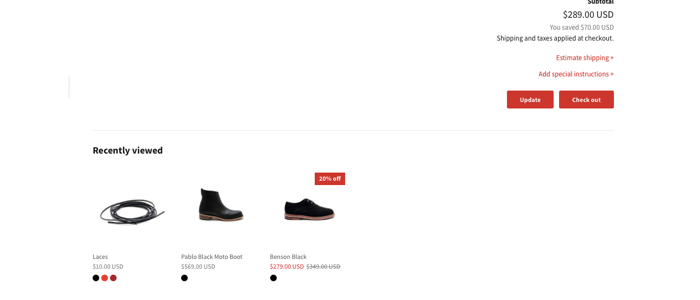 Subtotal
$289.00 USD
You saved $70.00 USD
Shipping and taxes applied at checkout.
Estimate shipping +
Add special instructions +
Update
Check out
Recently viewed
20% off
Laces
$10.00 USD
Pablo Black Moto Boot
$569.00 USD
Benson Black
$279.00 USD $349.00 USD